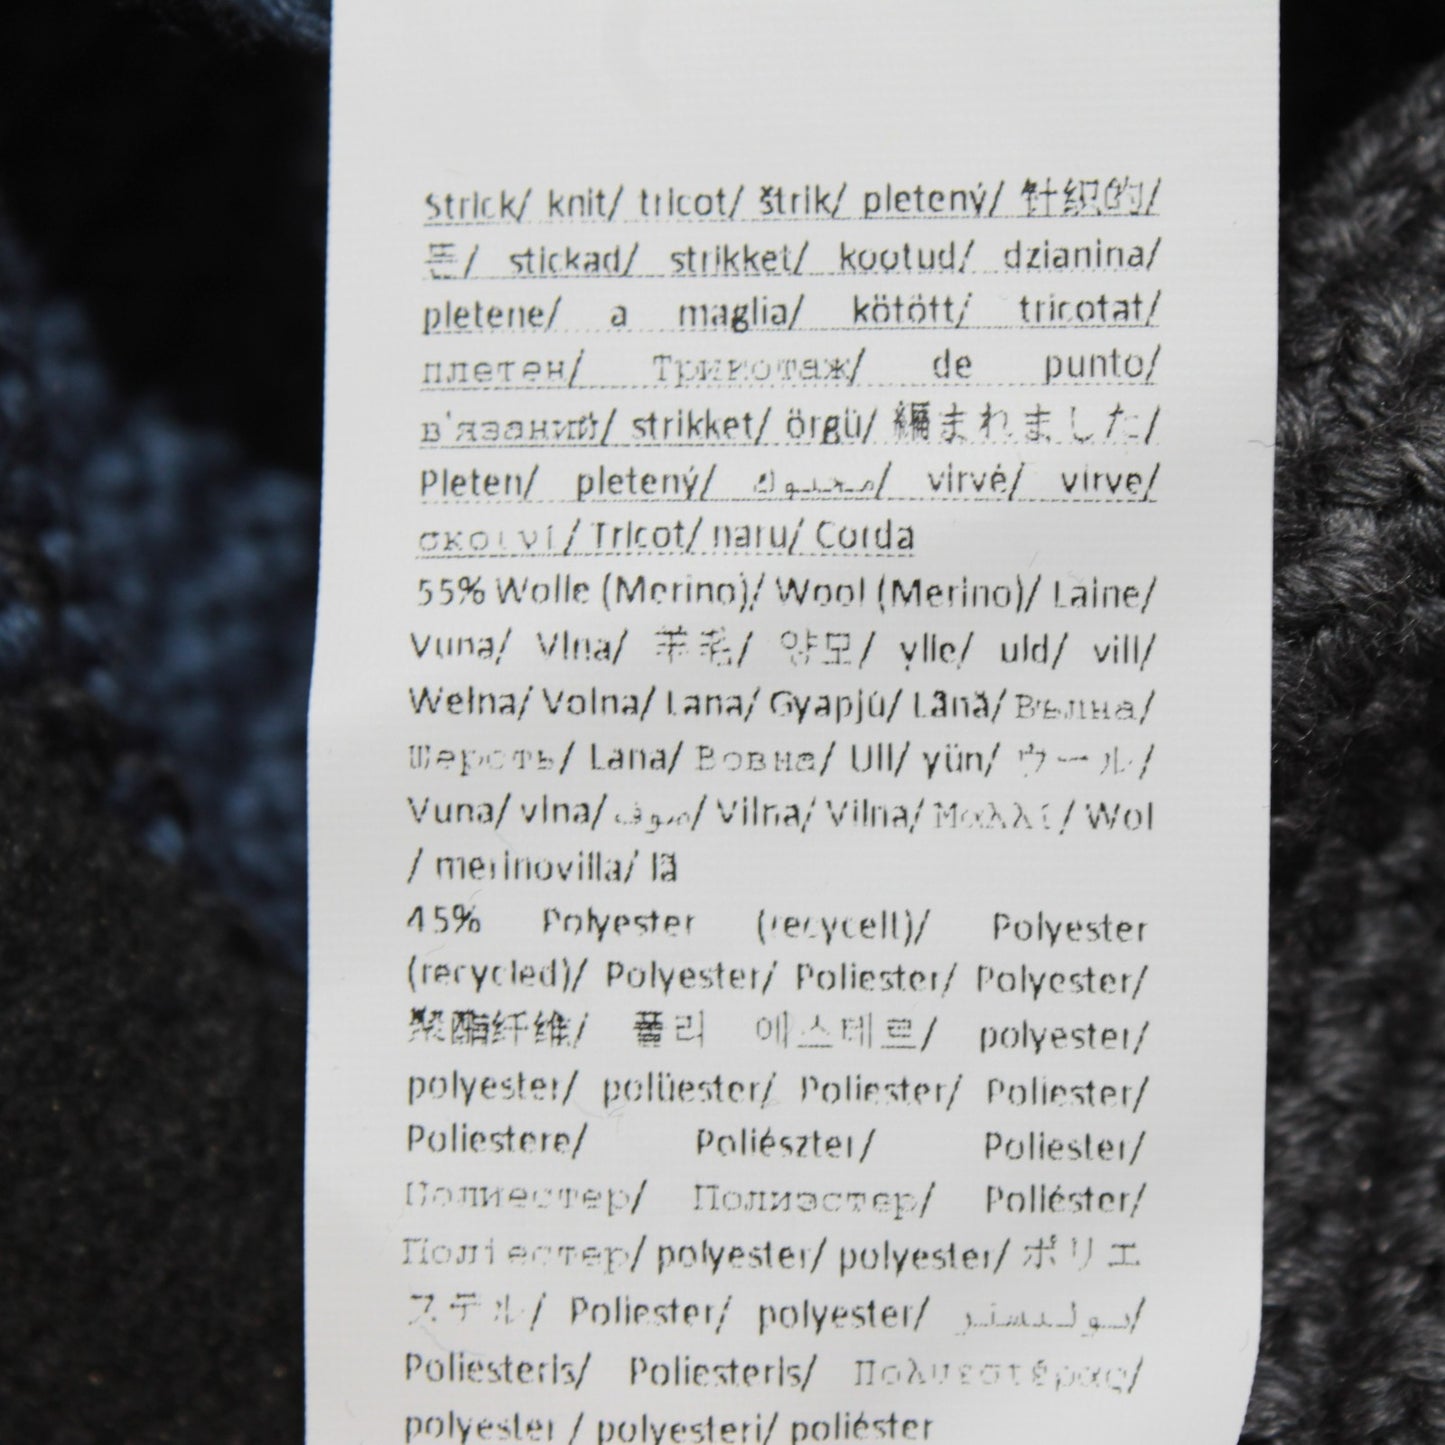 Strick/ knit/ tricot/ štrik/ pletený/ 针织的/
뜬/ stickad/ strikket/ kootud/ dzianina/
pletene/ a maglia/ kötött/ tricotat/
плетен/ Трикотаж/ de punto/
в'язаний/ strikket/ örgü/ 編まれました/
Pleten/ pletený/ محبوك/ virvé/ virve/
σκοινί/ Tricot/ naru/ Corda
55% Wolle (Merino)/ Wool (Merino)/ Laine/
Vuna/ Vlna/ 羊毛/ 양모/ ylle/ uld/ vill/
Wełna/ Volna/ Lana/ Gyapjú/ Lână/ Вълна/
Шерсть/ Lana/ Вовна/ Ull/ yün/ ウール/
Vuna/ vlna/ صوف/ Vilna/ Vilna/ Μαλλί/ Wol
/ merinovilla/ lã
45% Polyester (recycelt)/ Polyester
(recycled)/ Polyester/ Poliester/ Polyester/
聚酯纤维/ 폴리 에스테르/ polyester/
polyester/ polüester/ Poliester/ Poliester/
Poliestere/ Poliészter/ Poliester/
Полиестер/ Полиэстер/ Poliéster/
Поліестер/ polyester/ polyester/ ポリエ
ステル/ Poliester/ polyester/ بوليستر/
Poliesteris/ Poliesteris/ Πολυεστέρας/
polyester / polyesteri/ poliéster